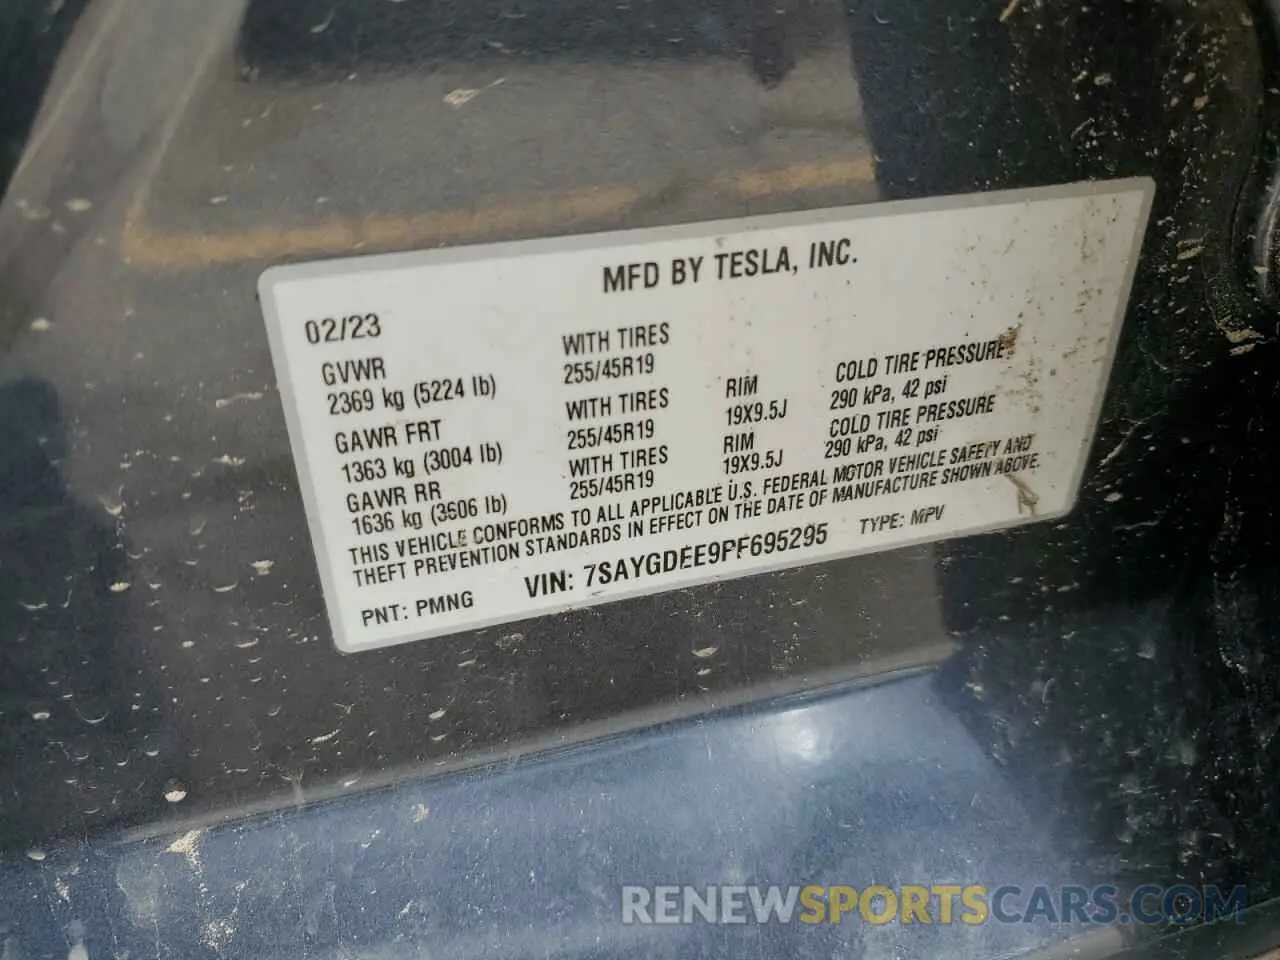 MFD BY TESLA, INC.
02/23
GVWR WITH TIRES
2369 kg (5224 lb) 255/45R19
GAWR FRT WITH TIRES RIM COLD TIRE PRESSURE
1363 kg (3004 lb) 255/45R19 19X9.5J 290 kPa, 42 psi
GAWR RR WITH TIRES RIM COLD TIRE PRESSURE
1636 kg (3606 lb) 255/45R19 19X9.5J 290 kPa, 42 psi
THIS VEHICLE CONFORMS TO ALL APPLICABLE U.S. FEDERAL MOTOR VEHICLE SAFETY AND
THEFT PREVENTION STANDARDS IN EFFECT ON THE DATE OF MANUFACTURE SHOWN ABOVE.
PNT: PMNG VIN: 7SAYGDEE9PF695295 TYPE: MPV
RENEWSPORTSCARS.COM